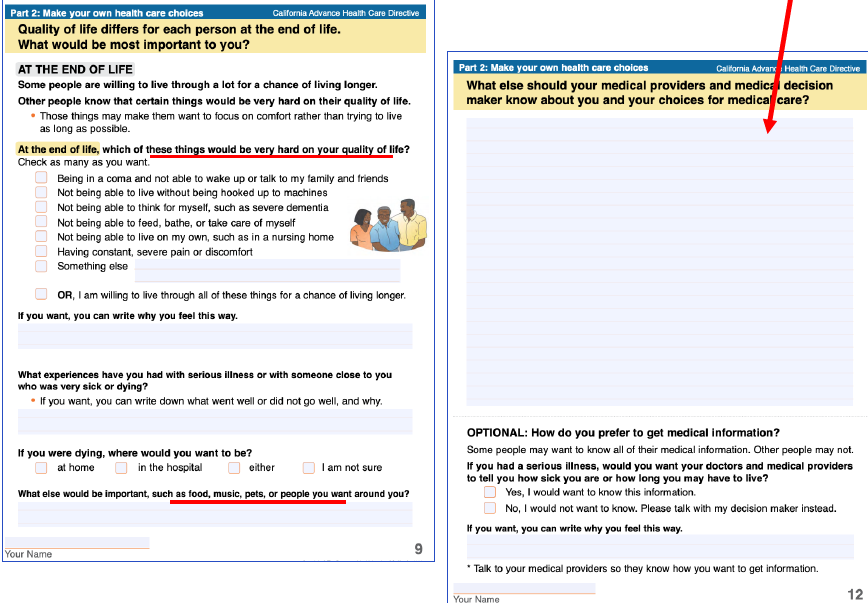 Part 2: Make your own health care choices
California Advance Health Care Directive
Quality of life differs for each person at the end of life.
What would be most important to you?
AT THE END OF LIFE
Some people are willing to live through a lot for a chance of living longer.
Other people know that certain things would be very hard on their quality of life.
• Those things may make them want to focus on comfort rather than trying to live
as long as possible.
At the end of life, which of these things would be very hard on your quality of life?
Check as many as you want.
Being in a coma and not able to wake up or talk to my family and friends
Not being able to live without being hooked up to machines
Not being able to think for myself, such as severe dementia
Not being able to feed, bathe, or take care of myself
Not being able to live on my own, such as in a nursing home
Having constant, severe pain or discomfort
Something else
OR, I am willing to live through all of these things for a chance of living longer.
If you want, you can write why you feel this way.
What experiences have you had with serious illness or with someone close to you
who was very sick or dying?
• If you want, you can write down what went well or did not go well, and why.
If you were dying, where would you want to be?
at home in the hospital either I am not sure
What else would be important, such as food, music, pets, or people you want around you?
Your Name
9
Part 2: Make your own health care choices
California Advance Health Care Directive
What else should your medical providers and medical decision
maker know about you and your choices for medical care?
OPTIONAL: How do you prefer to get medical information?
Some people may want to know all of their medical information. Other people may not.
If you had a serious illness, would you want your doctors and medical providers
to tell you how sick you are or how long you may have to live?
Yes, I would want to know this information.
No, I would not want to know. Please talk with my decision maker instead.
If you want, you can write why you feel this way.
* Talk to your medical providers so they know how you want to get information.
Your Name
12